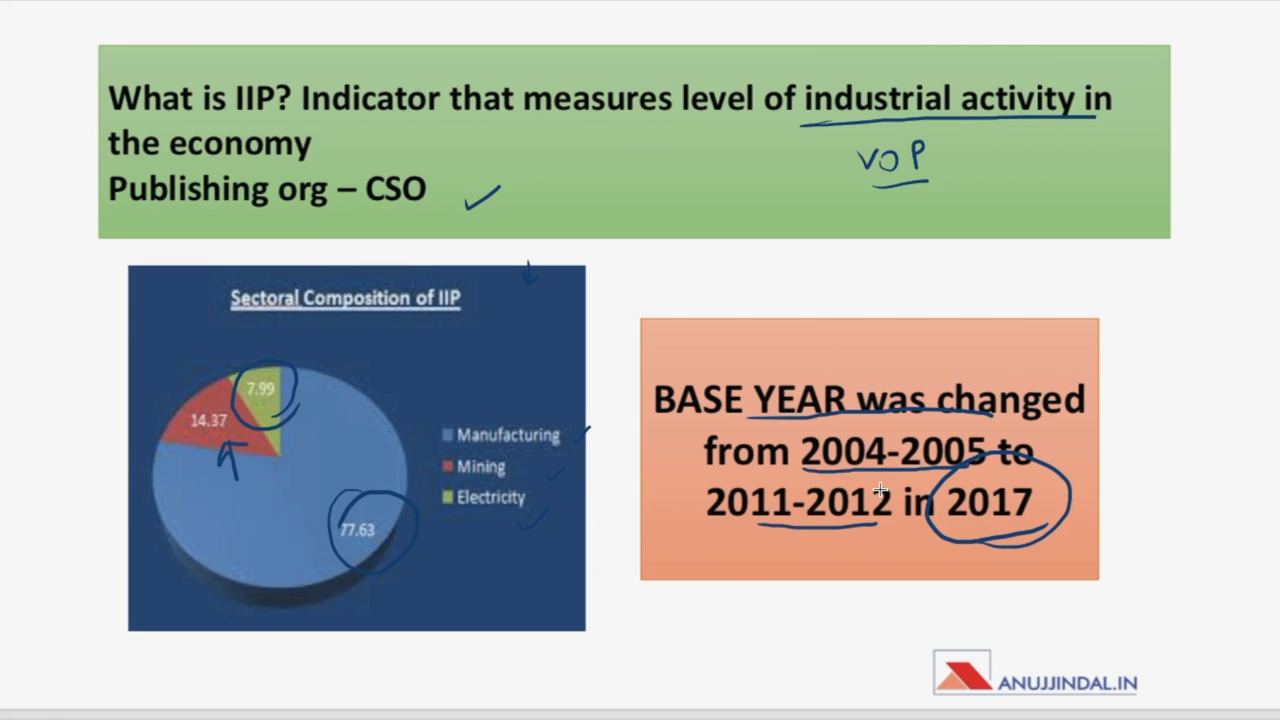 What is IIP? Indicator that measures level of industrial activity in
the economy
VOP
Publishing org – CSO
Sectoral Composition of IIP
7.99
14.37
77.63
Manufacturing
Mining
Electricity
BASE YEAR was changed
from 2004-2005 to
2011-2012 in 2017
ANUJJINDAL.IN